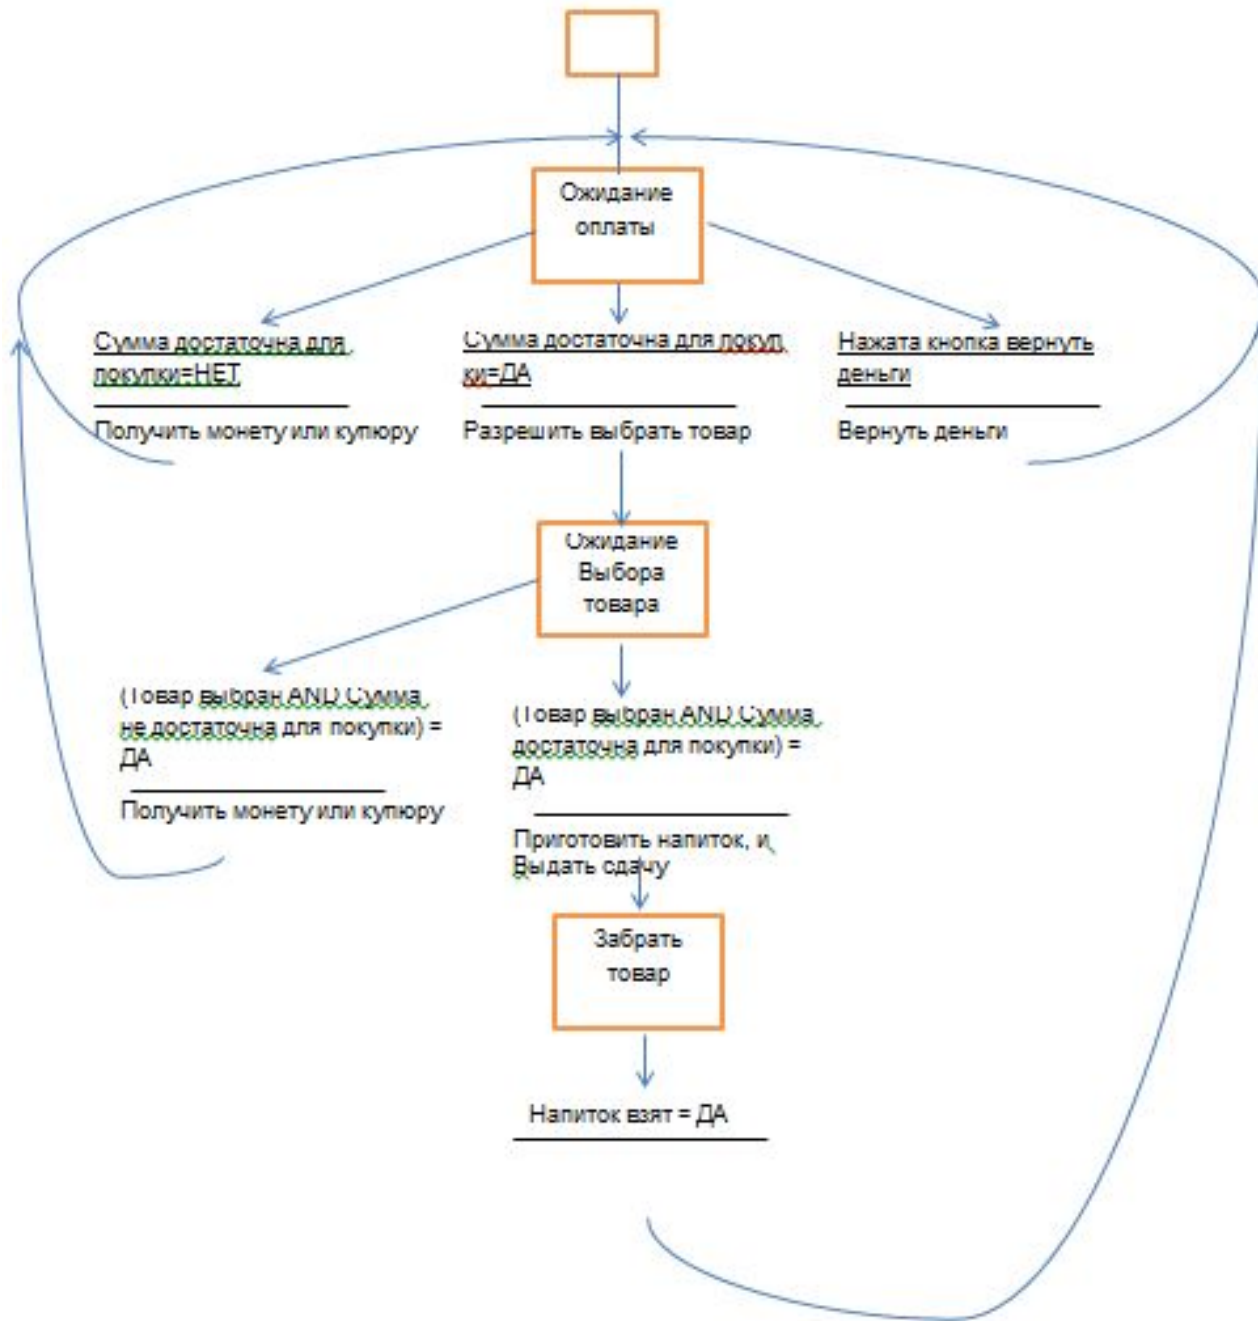 Ожидание
оплаты
Сумма достаточна для
покупки=НЕТ
Получить монету или купюру
Сумма достаточна для покуп
ки=ДА
Разрешить выбрать товар
Нажата кнопка вернуть
деньги
Вернуть деньги
Ожидание
Выбора
товара
(Товар выбран AND Сумма
не достаточна для покупки) =
ДА
Получить монету или купюру
(Товар выбран AND Сумма
достаточна для покупки) =
ДА
Приготовить напиток, и
Выдать сдачу
Забрать
товар
Напиток взят = ДА